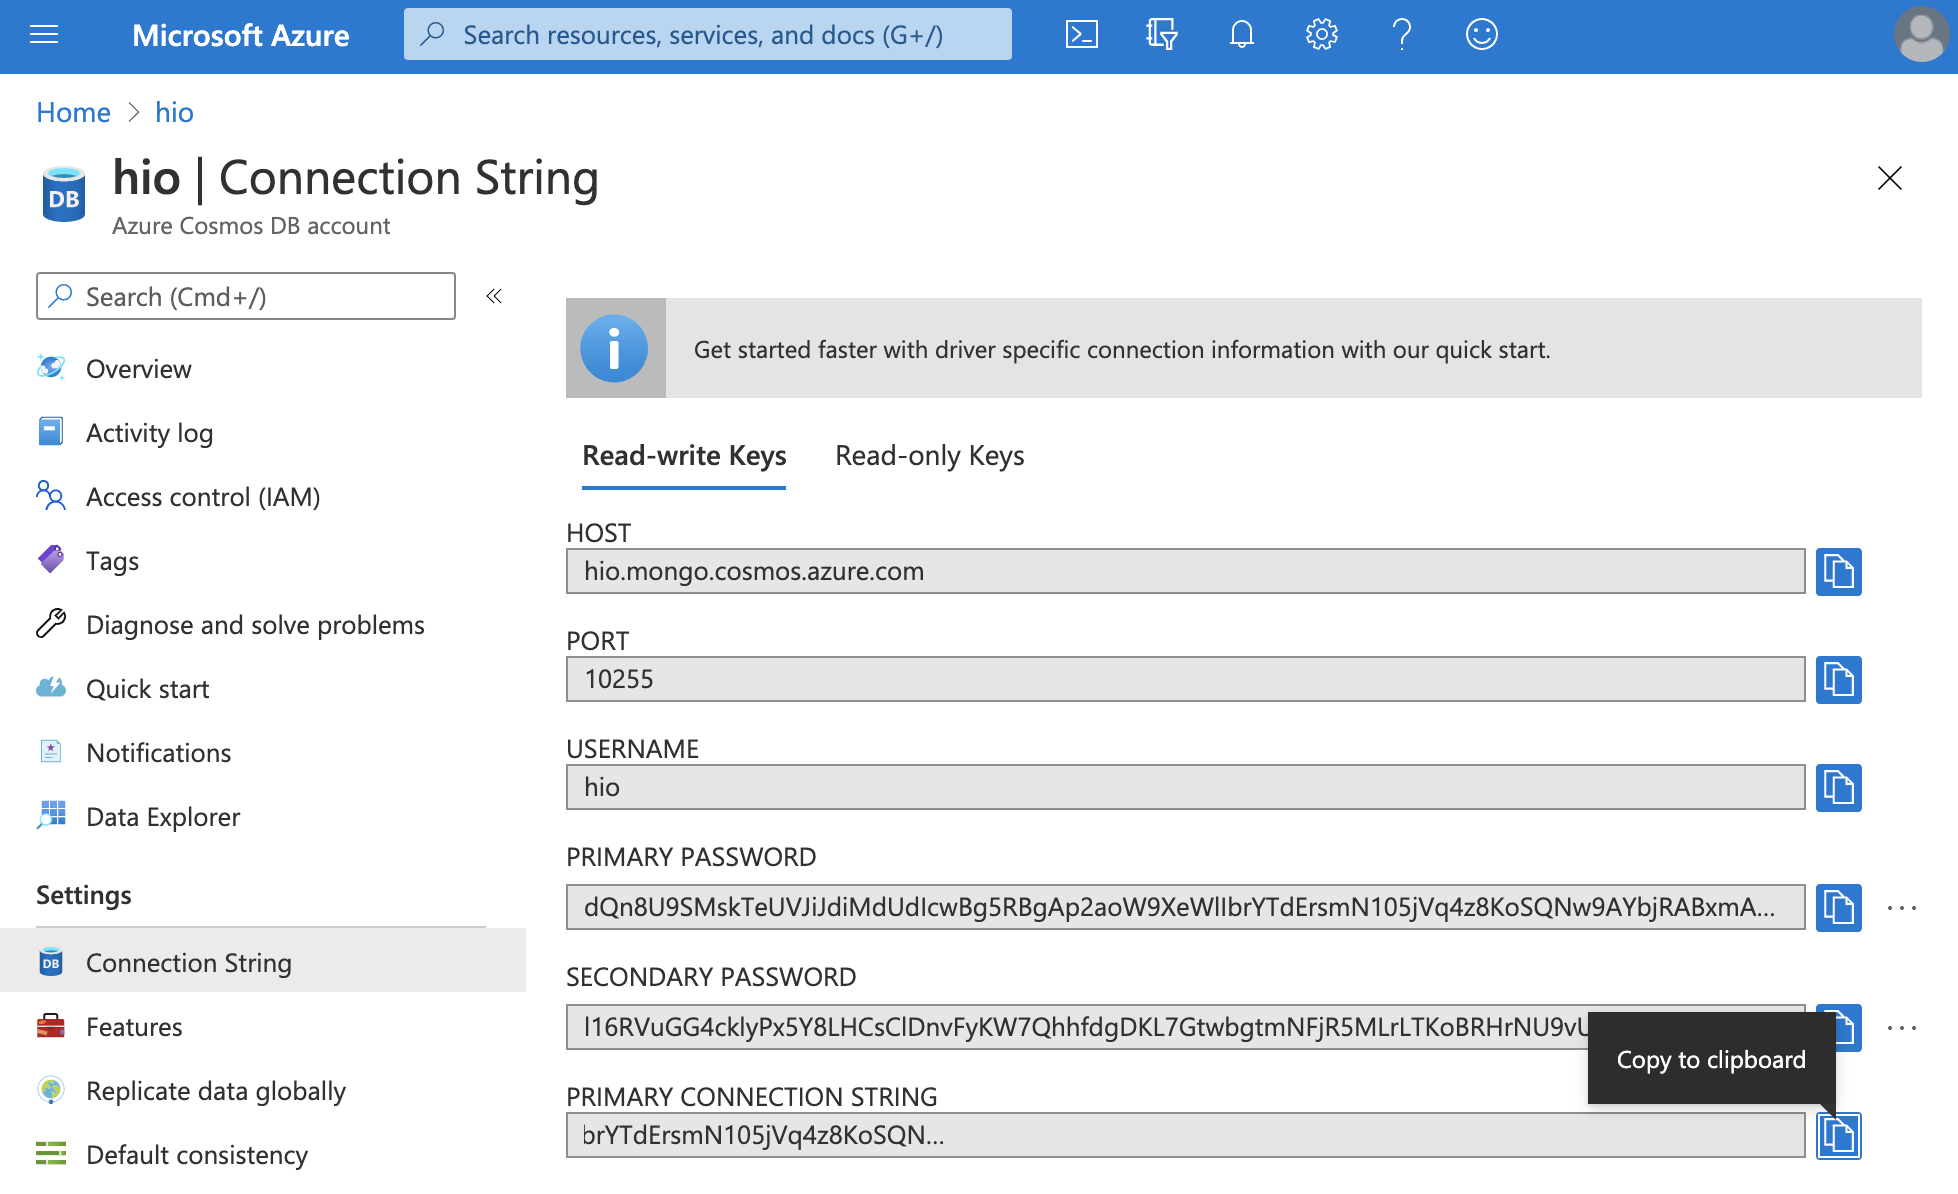 Microsoft Azure
Search resources, services, and docs (G+/)
Home > hio
DB
hio | Connection String
Azure Cosmos DB account
Search (Cmd+/)
«
Overview
Activity log
Access control (IAM)
Tags
Diagnose and solve problems
Quick start
Notifications
Data Explorer
Settings
DB
Connection String
Features
Replicate data globally
Default consistency
Get started faster with driver specific connection information with our quick start.
Read-write Keys
Read-only Keys
HOST
hio.mongo.cosmos.azure.com
PORT
10255
USERNAME
hio
PRIMARY PASSWORD
dQn8U9SMskTeUVJiJdiMdUdIcwBg5RBgAp2aoW9XeWlIbrYTdErsmN105jVq4z8KoSQNw9AYbjRABxmA...
SECONDARY PASSWORD
l16RVuGG4cklyPx5Y8LHCsClDnvFyKW7QhhfdgDKL7GtwbgtmNFjR5MLrLTKoBRHrNU9vU
Copy to clipboard
PRIMARY CONNECTION STRING
brYTdErsmN105jVq4z8KoSQN...